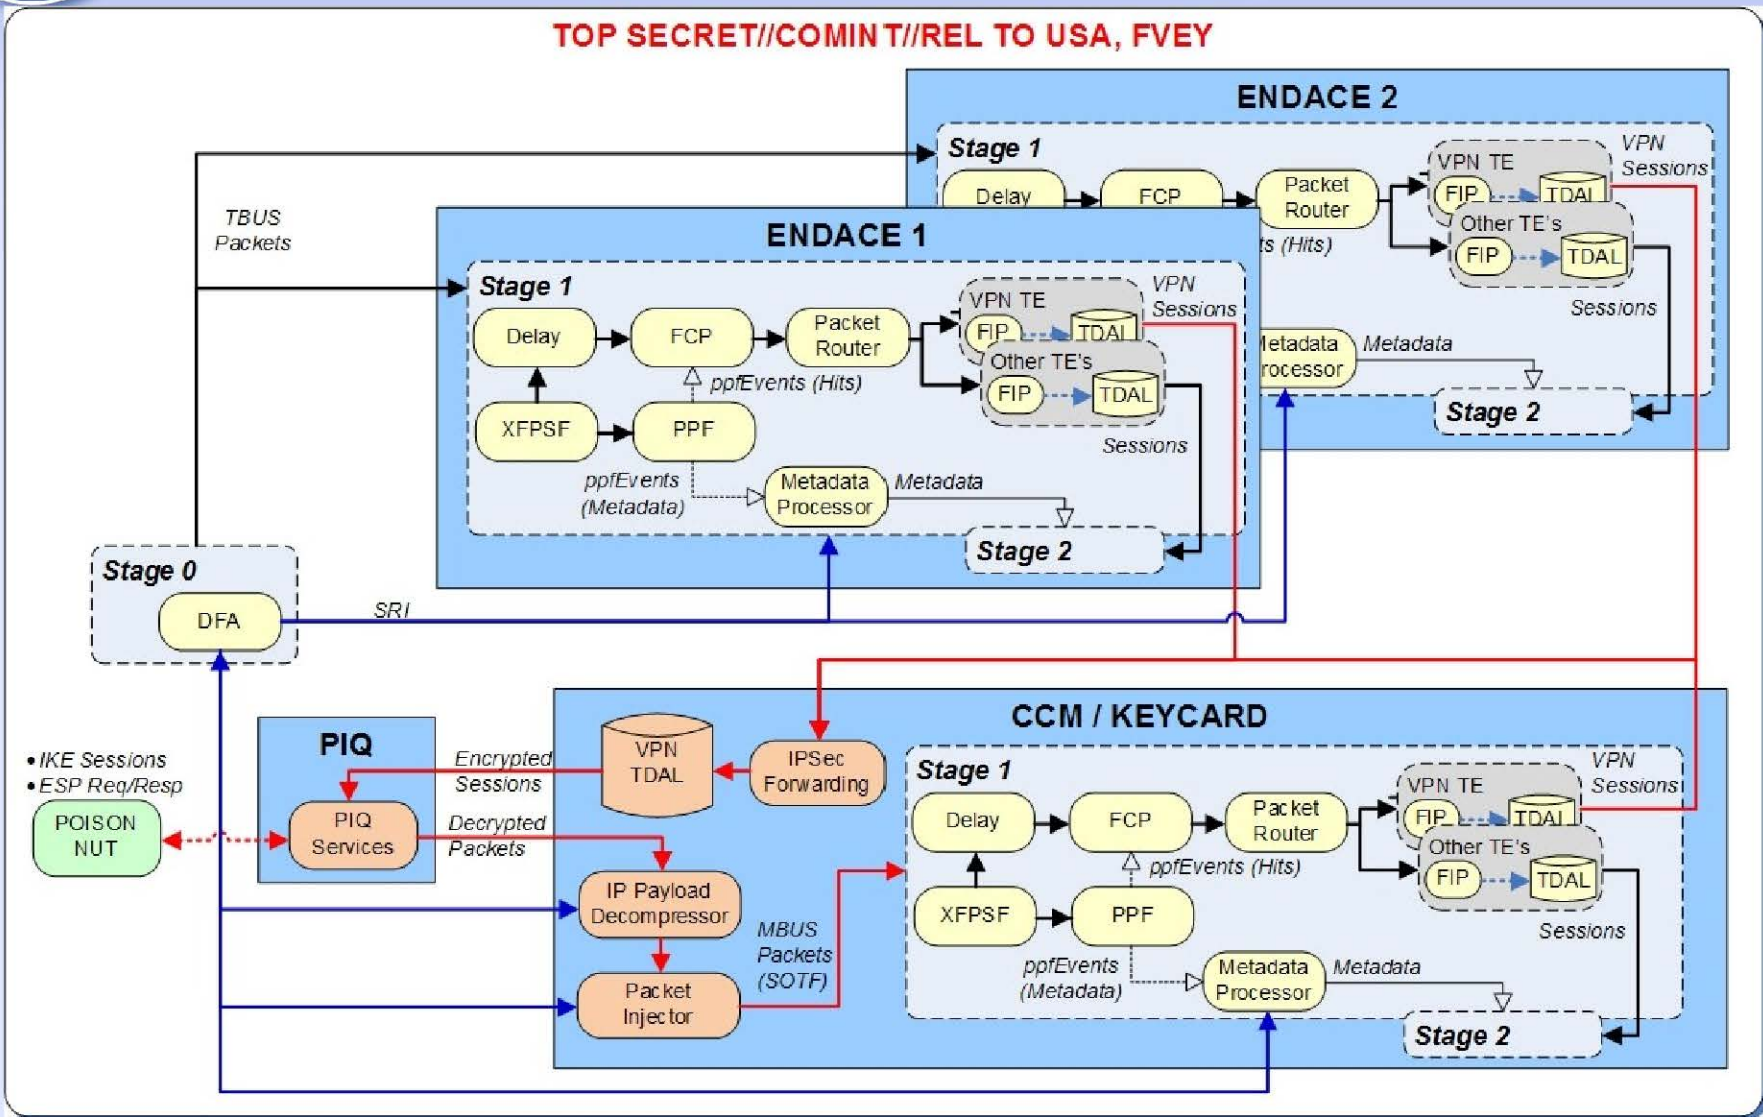 TOP SECRET//COMINT//REL TO USA, FVEY
ENDACE 2
Stage 1
Delay
FCP
Packet
Router
VPN TE
FIP
TDAL
VPN
Sessions
Other TE's
FIP
TDAL
ts (Hits)
Sessions
Metadata
Processor
Metadata
Stage 2
TBUS
Packets
ENDACE 1
Stage 1
Delay
FCP
Packet
Router
VPN TE
FIP
TDAL
VPN
Sessions
Other TE's
FIP
TDAL
ppfEvents (Hits)
XFPSF
PPF
Sessions
ppfEvents
(Metadata)
Metadata
Processor
Metadata
Stage 2
Stage 0
DFA
SRI
CCM / KEYCARD
PIQ
• IKE Sessions
• ESP Req/Resp
POISON
NUT
PIQ
Services
Encrypted
Sessions
Decrypted
Packets
VPN
TDAL
IPSec
Forwarding
IP Payload
Decompressor
Packet
Injector
MBUS
Packets
(SOTF)
Stage 1
Delay
FCP
Packet
Router
VPN TE
FIP
TDAL
VPN
Sessions
Other TE's
FIP
TDAL
ppfEvents (Hits)
XFPSF
PPF
Sessions
ppfEvents
(Metadata)
Metadata
Processor
Metadata
Stage 2